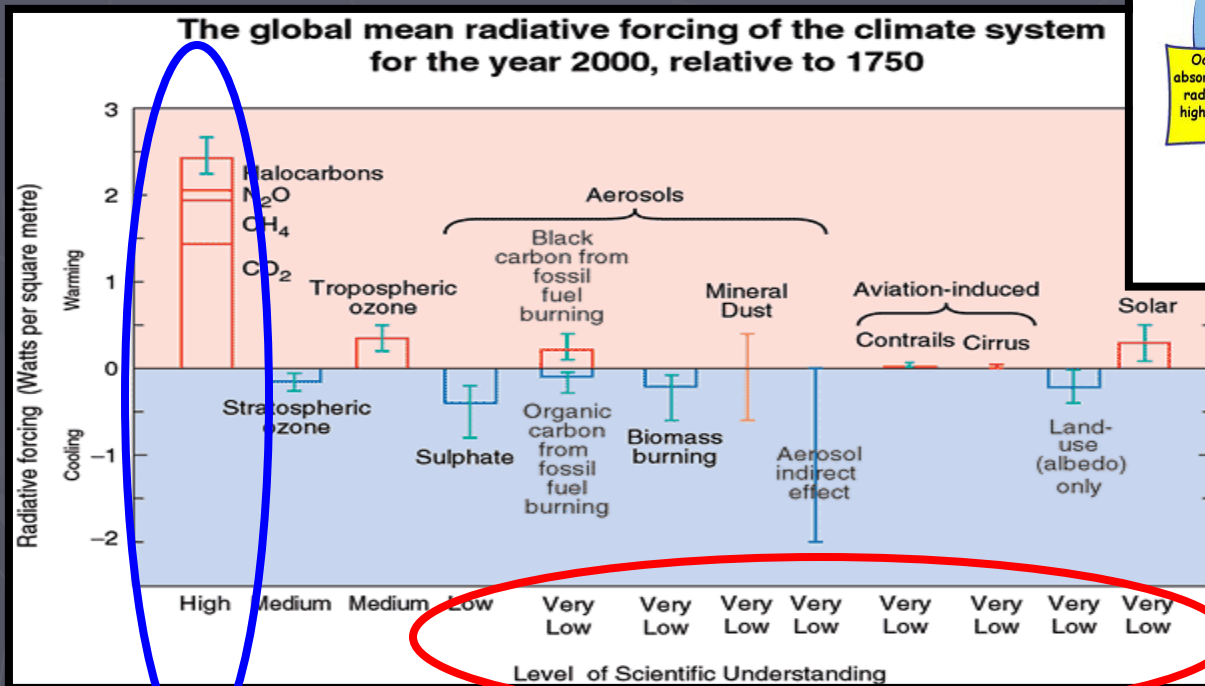 The global mean radiative forcing of the climate system
for the year 2000, relative to 1750
3
2
1
0
−1
−2
Radiative forcing (Watts per square metre)
Warming
Cooling
Halocarbons
N₂O
CH₄
CO₂
Stratospheric
ozone
Tropospheric
ozone
Aerosols
Sulphate
Black
carbon from
fossil
fuel
burning
Organic
carbon
from
fossil
fuel
burning
Biomass
burning
Mineral
Dust
Aerosol
indirect
effect
Aviation-induced
Contrails Cirrus
Land-
use
(albedo)
only
Solar
High Medium Medium Low Very Low Very Low Very Low Very Low Very Low Very Low Very Low Very Low
Level of Scientific Understanding
high